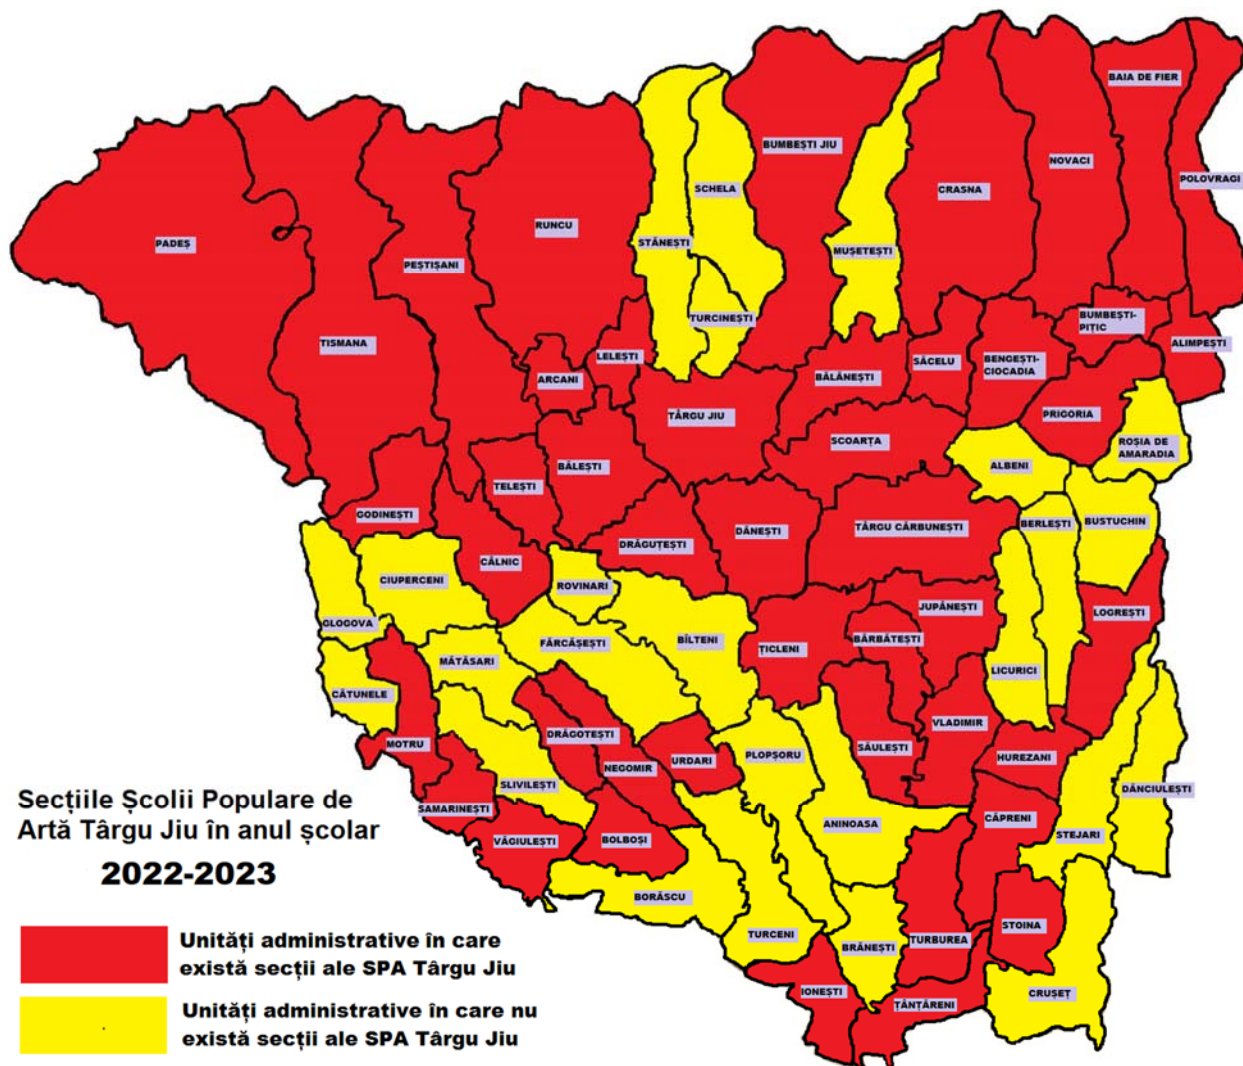 BAIA DE FIER
BUMBEȘTI JIU
NOVACI
POLOVRAGI
SCHELA
CRASNA
RUNCU
STĂNEȘTI
PADEȘ
MUȘETEȘTI
PEȘTIȘANI
TURCINEȘTI
BUMBEȘTI-
PIȚIC
TISMANA
ALIMPEȘTI
LELEȘTI
SĂCELU
BENGEȘTI-
CIOCADIA
ARCANI
BĂLĂNEȘTI
TÂRGU JIU
PRIGORIA
SCOARȚA
ROȘIA DE
AMARADIA
BĂLEȘTI
ALBENI
TELEȘTI
GODINEȘTI
BERLEȘTI
BUSTUCHIN
DĂNEȘTI
TÂRGU CĂRBUNEȘTI
DRĂGUȚEȘTI
CÂLNIC
CIUPERCENI
ROVINARI
JUPÂNEȘTI
LOGREȘTI
GLOGOVA
BÂRBĂTEȘTI
FĂRCĂȘEȘTI
BÎLTENI
ȚICLENI
MĂTĂSARI
LICURICI
CĂTUNELE
VLADIMIR
DRĂGOTEȘTI
MOTRU
SĂULEȘTI
PLOPȘORU
URDARI
HUREZANI
NEGOMIR
SLIVILEȘTI
DĂNCIULEȘTI
SAMARINEȘTI
CĂPRENI
ANINOASA
STEJARI
VĂGIULEȘTI
BOLBOȘI
BORĂSCU
STOINA
TURCENI
TURBUREA
BRĂNEȘTI
IONEȘTI
CRUȘEȚ
ȚÂNȚĂRENI
Secțiile Școlii Populare de
Artă Târgu Jiu în anul școlar
2022-2023
Unități administrative în care
există secții ale SPA Târgu Jiu
Unități administrative în care nu
există secții ale SPA Târgu Jiu